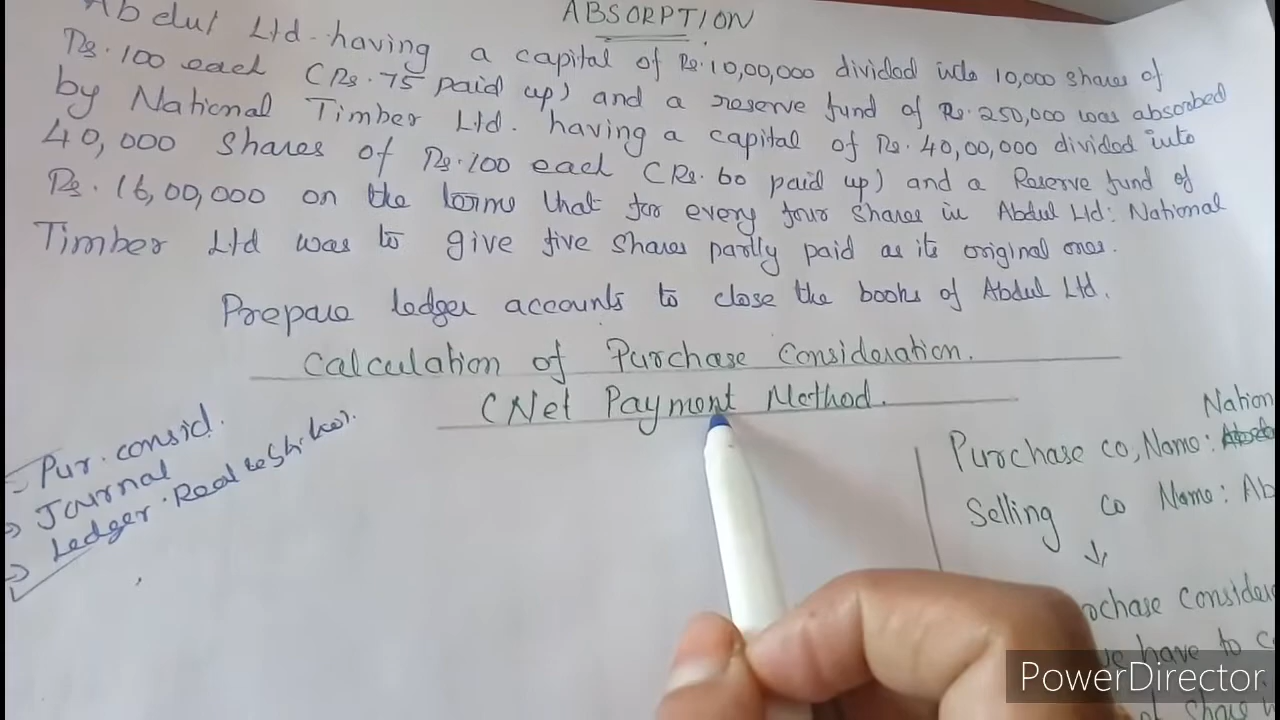 ABSORPTION
Abdul Ltd having a capital of Rs. 10,00,000 divided into 10,000 shares of
Rs. 100 each (Rs. 75 paid up) and a reserve fund of Rs. 250,000 was absorbed
by National Timber Ltd. having a capital of Rs. 40,00,000 divided into
40,000 shares of Rs. 100 each (Rs. 60 paid up) and a Reserve fund of
Rs. 16,00,000 on the terms that for every four shares in Abdul Ltd: National
Timber Ltd was to give five shares partly paid as its original ones.
Prepare ledger accounts to close the books of Abdul Ltd.
Calculation of Purchase Consideration.
(Net Payment Method.
- Pur. consid.
→ Journal
→ Ledger.
Nation
Purchase co, Name:
Selling co Name: Ab
↓
have to c
PowerDirector